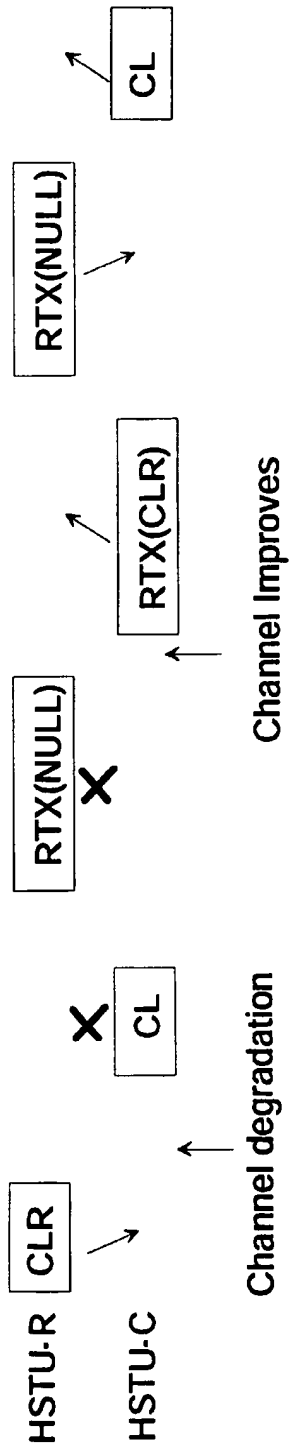 HSTU-R
CLR
RTX(NULL)
RTX(NULL)
HSTU-C
CL
RTX(CLR)
CL
Channel degradation
Channel Improves